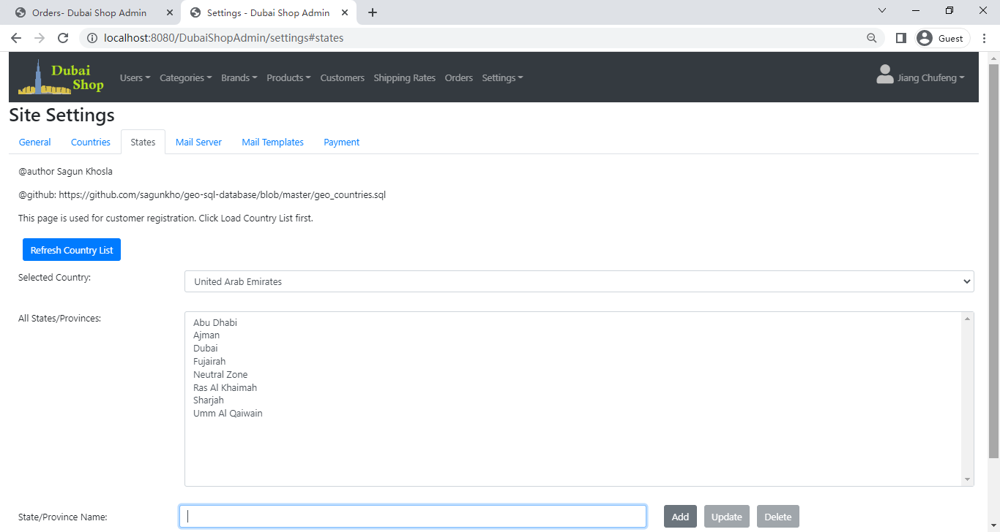 Orders- Dubai Shop Admin
Settings - Dubai Shop Admin
localhost:8080/DubaiShopAdmin/settings#states
Guest
Dubai Shop
Users Categories Brands Products Customers Shipping Rates Orders Settings
Jiang Chufeng
Site Settings
General Countries States Mail Server Mail Templates Payment
@author Sagun Khosla
@github: https://github.com/sagunkho/geo-sql-database/blob/master/geo_countries.sql
This page is used for customer registration. Click Load Country List first.
Refresh Country List
Selected Country: United Arab Emirates
All States/Provinces:
Abu Dhabi
Ajman
Dubai
Fujairah
Neutral Zone
Ras Al Khaimah
Sharjah
Umm Al Qaiwain
State/Province Name: Add Update Delete